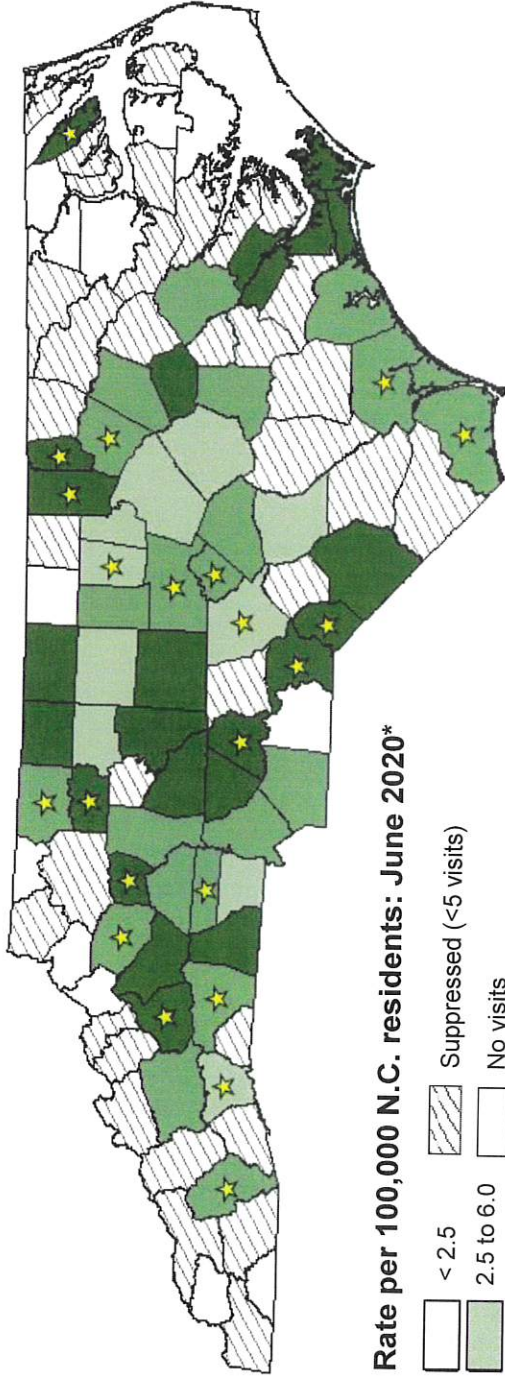 Rate per 100,000 N.C. residents: June 2020*
< 2.5
2.5 to 6.0
Suppressed (<5 visits)
No visits